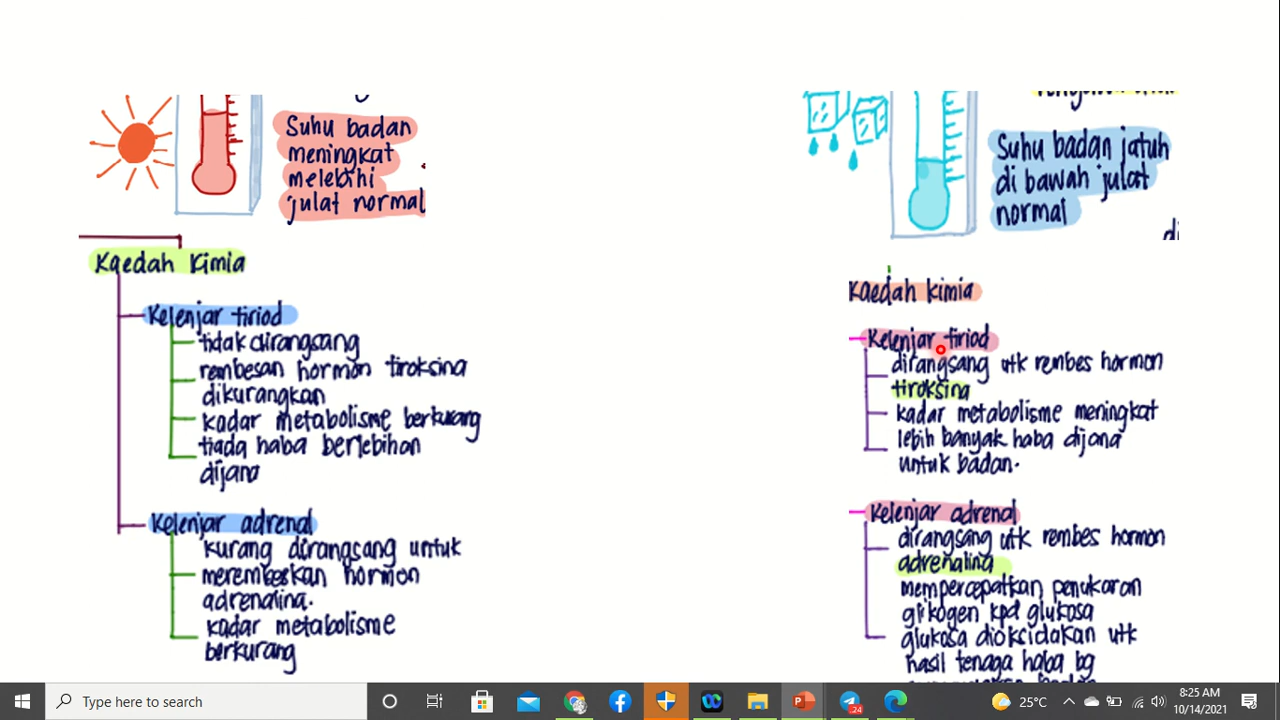 Suhu badan
meningkat
melebihi
julat normal
Kaedah Kimia
Kelenjar tiriod
tidak dirangsang
rembesan hormon tiroksina
dikurangkan
kadar metabolisme berkurang
tiada haba berlebihan
dijana
Kelenjar adrenal
kurang dirangsang untuk
merembeskan hormon
adrenalina.
kadar metabolisme
berkurang
Suhu badan jatuh
di bawah julat
normal
Kaedah kimia
Kelenjar tiriod
dirangsang utk rembes hormon
tiroksina
kadar metabolisme meningkat
lebih banyak haba dijana
untuk badan.
Kelenjar adrenal
dirangsang utk rembes hormon
adrenalina
mempercepatkan penukaran
glikogen kpd glukosa
glukosa dioksidakan utk
hasil tenaga haba bg
Type here to search
24
25°C
8:25 AM
10/14/2021